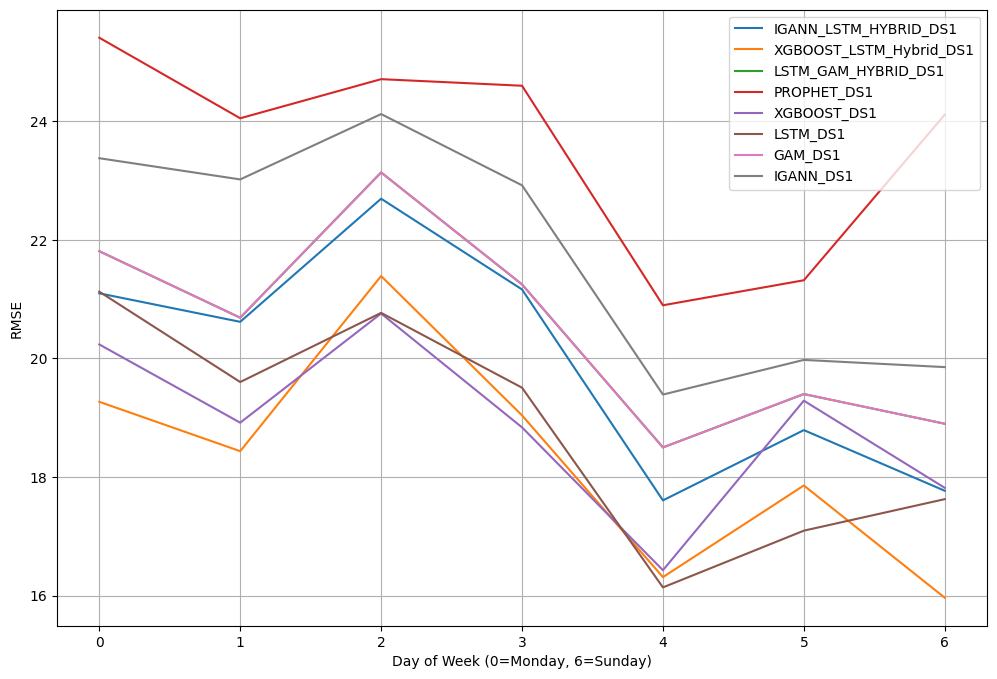 IGANN_LSTM_HYBRID_DS1
XGBOOST_LSTM_Hybrid_DS1
LSTM_GAM_HYBRID_DS1
PROPHET_DS1
XGBOOST_DS1
LSTM_DS1
GAM_DS1
IGANN_DS1
RMSE
24
22
20
18
16
0 1 2 3 4 5 6
Day of Week (0=Monday, 6=Sunday)